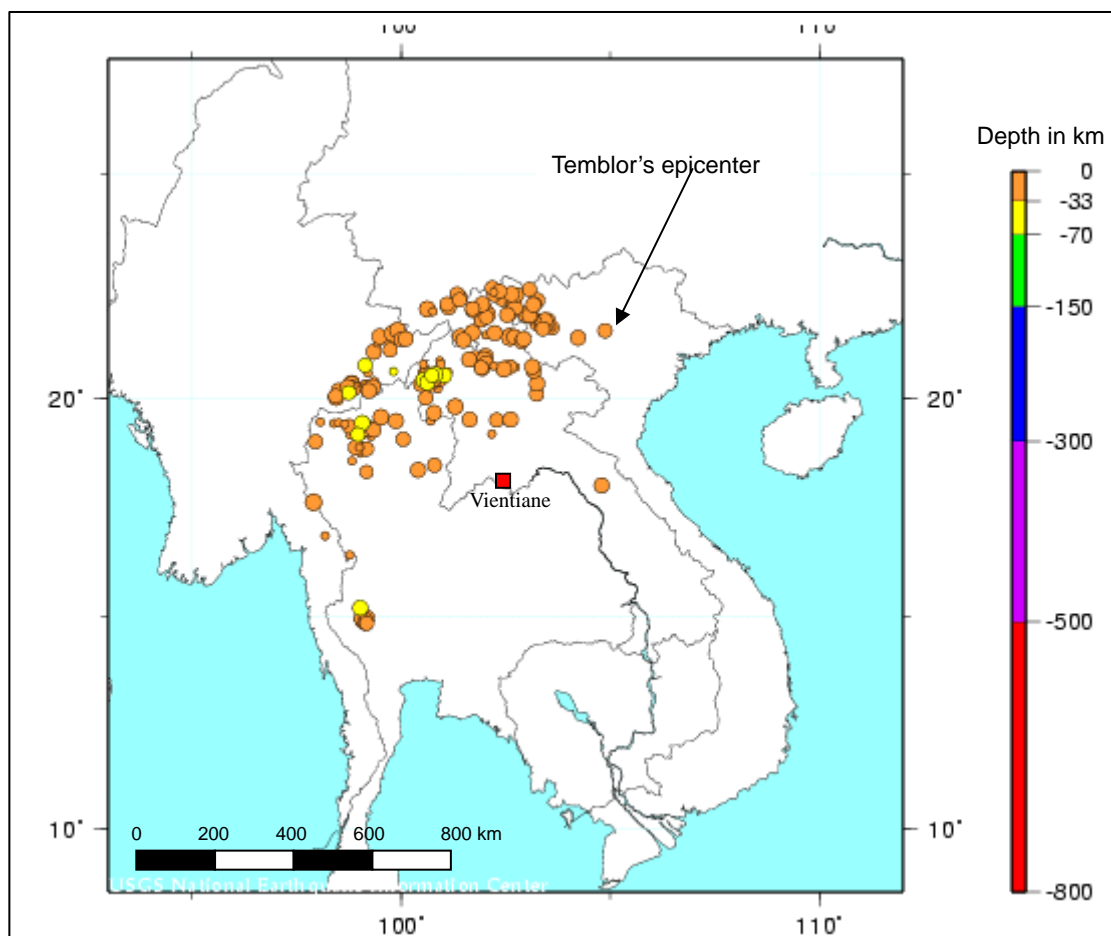 100˚ 110˚
Depth in km
Temblor's epicenter
0
-33
-70
-150
20˚ 20˚
-300
Vientiane
-500
0 200 400 600 800 km
10˚ 10˚
USGS National Earthquake Information Center
-800
100˚ 110˚